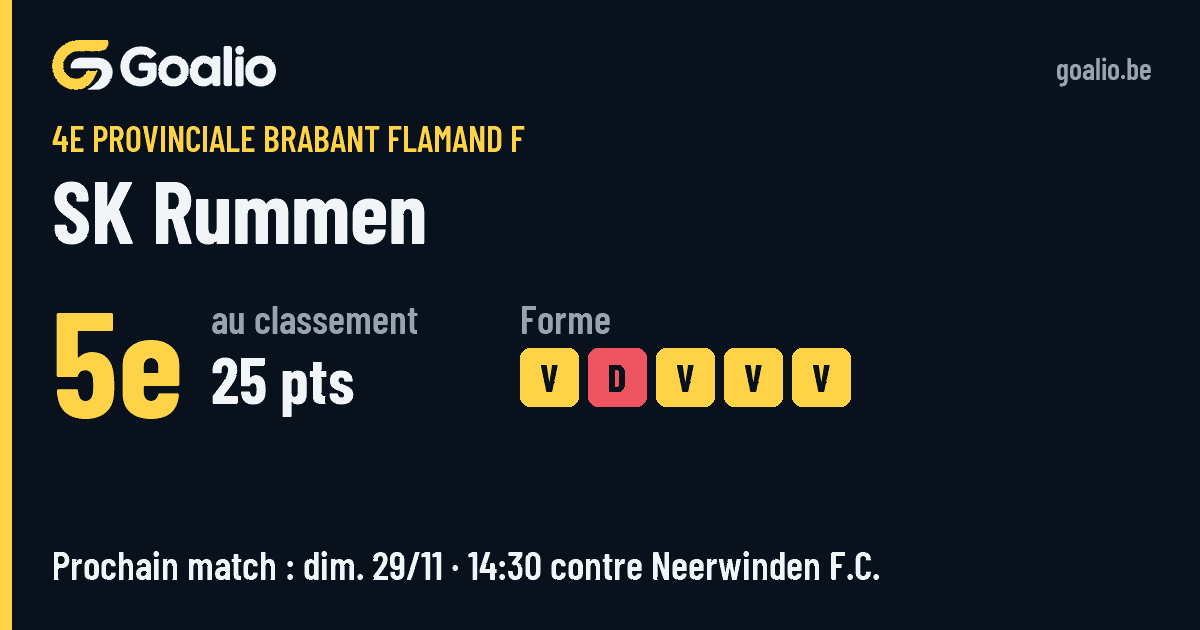 Goalio
goalio.be
4E PROVINCIALE BRABANT FLAMAND F
SK Rummen
5e
au classement
25 pts
Forme
V D V V V
Prochain match : dim. 29/11 · 14:30 contre Neerwinden F.C.